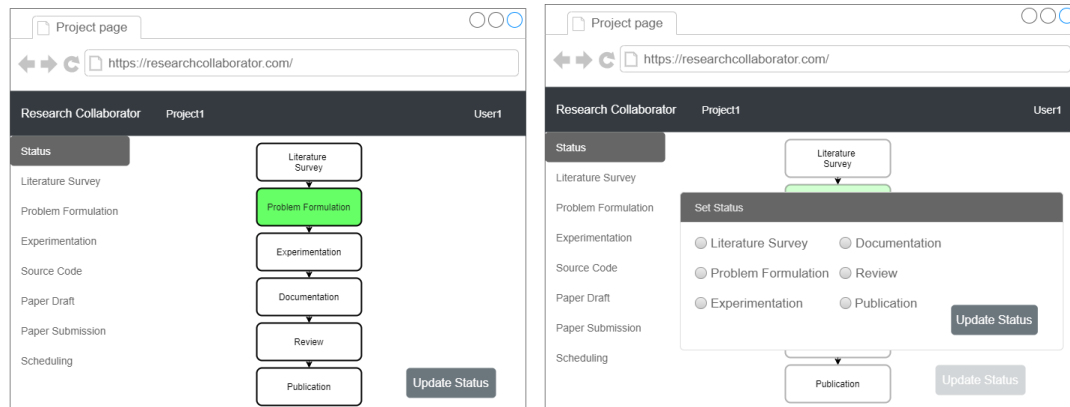 Project page
https://researchcollaborator.com/
Research Collaborator Project1 User1
Status
Literature Survey
Problem Formulation
Experimentation
Source Code
Paper Draft
Paper Submission
Scheduling
Literature
Survey
Problem Formulation
Experimentation
Documentation
Review
Publication
Update Status
Project page
https://researchcollaborator.com/
Research Collaborator Project1 User1
Status
Literature Survey
Problem Formulation
Experimentation
Source Code
Paper Draft
Paper Submission
Scheduling
Literature
Survey
Set Status
Literature Survey Documentation
Problem Formulation Review
Experimentation Publication
Update Status
Publication
Update Status